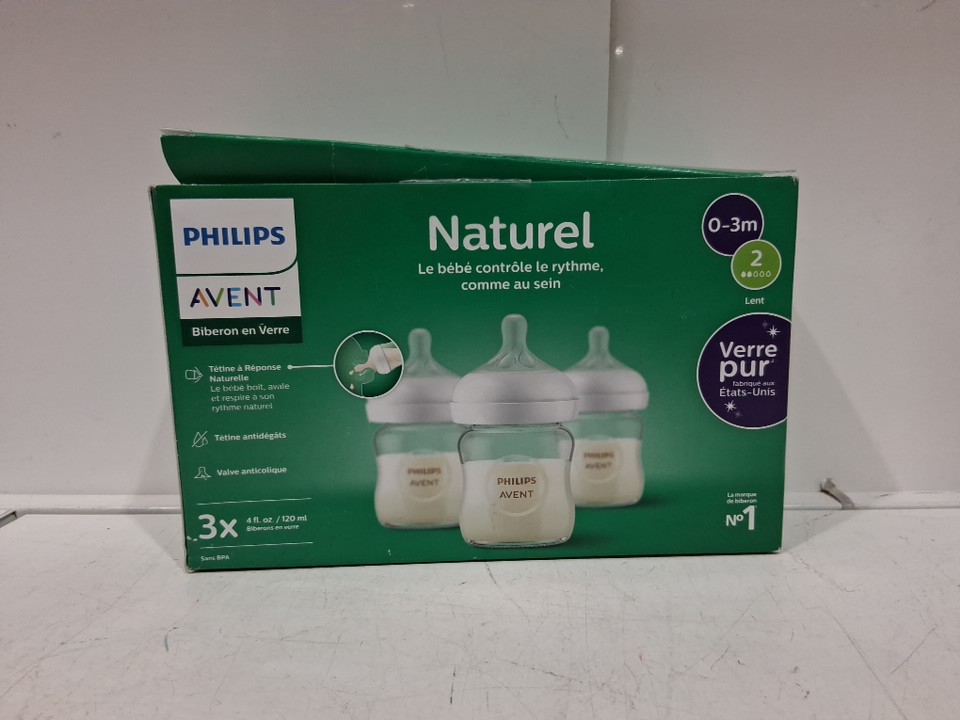 PHILIPS
AVENT
Biberon en Verre
Naturel
Le bébé contrôle le rythme,
comme au sein
0-3m
2
Lent
Verre
pur
fabriqué aux
États-Unis
Tétine à Réponse
Naturelle
Le bébé boit, avale
et respire à son
rythme naturel
Tétine antidégâts
Valve anticolique
3x
4 fl. oz. / 120 ml
Biberons en verre
Sans BPA
PHILIPS
AVENT
PHILIPS
AVENT
PHILIPS
AVENT
La marque
de biberon
Nº1